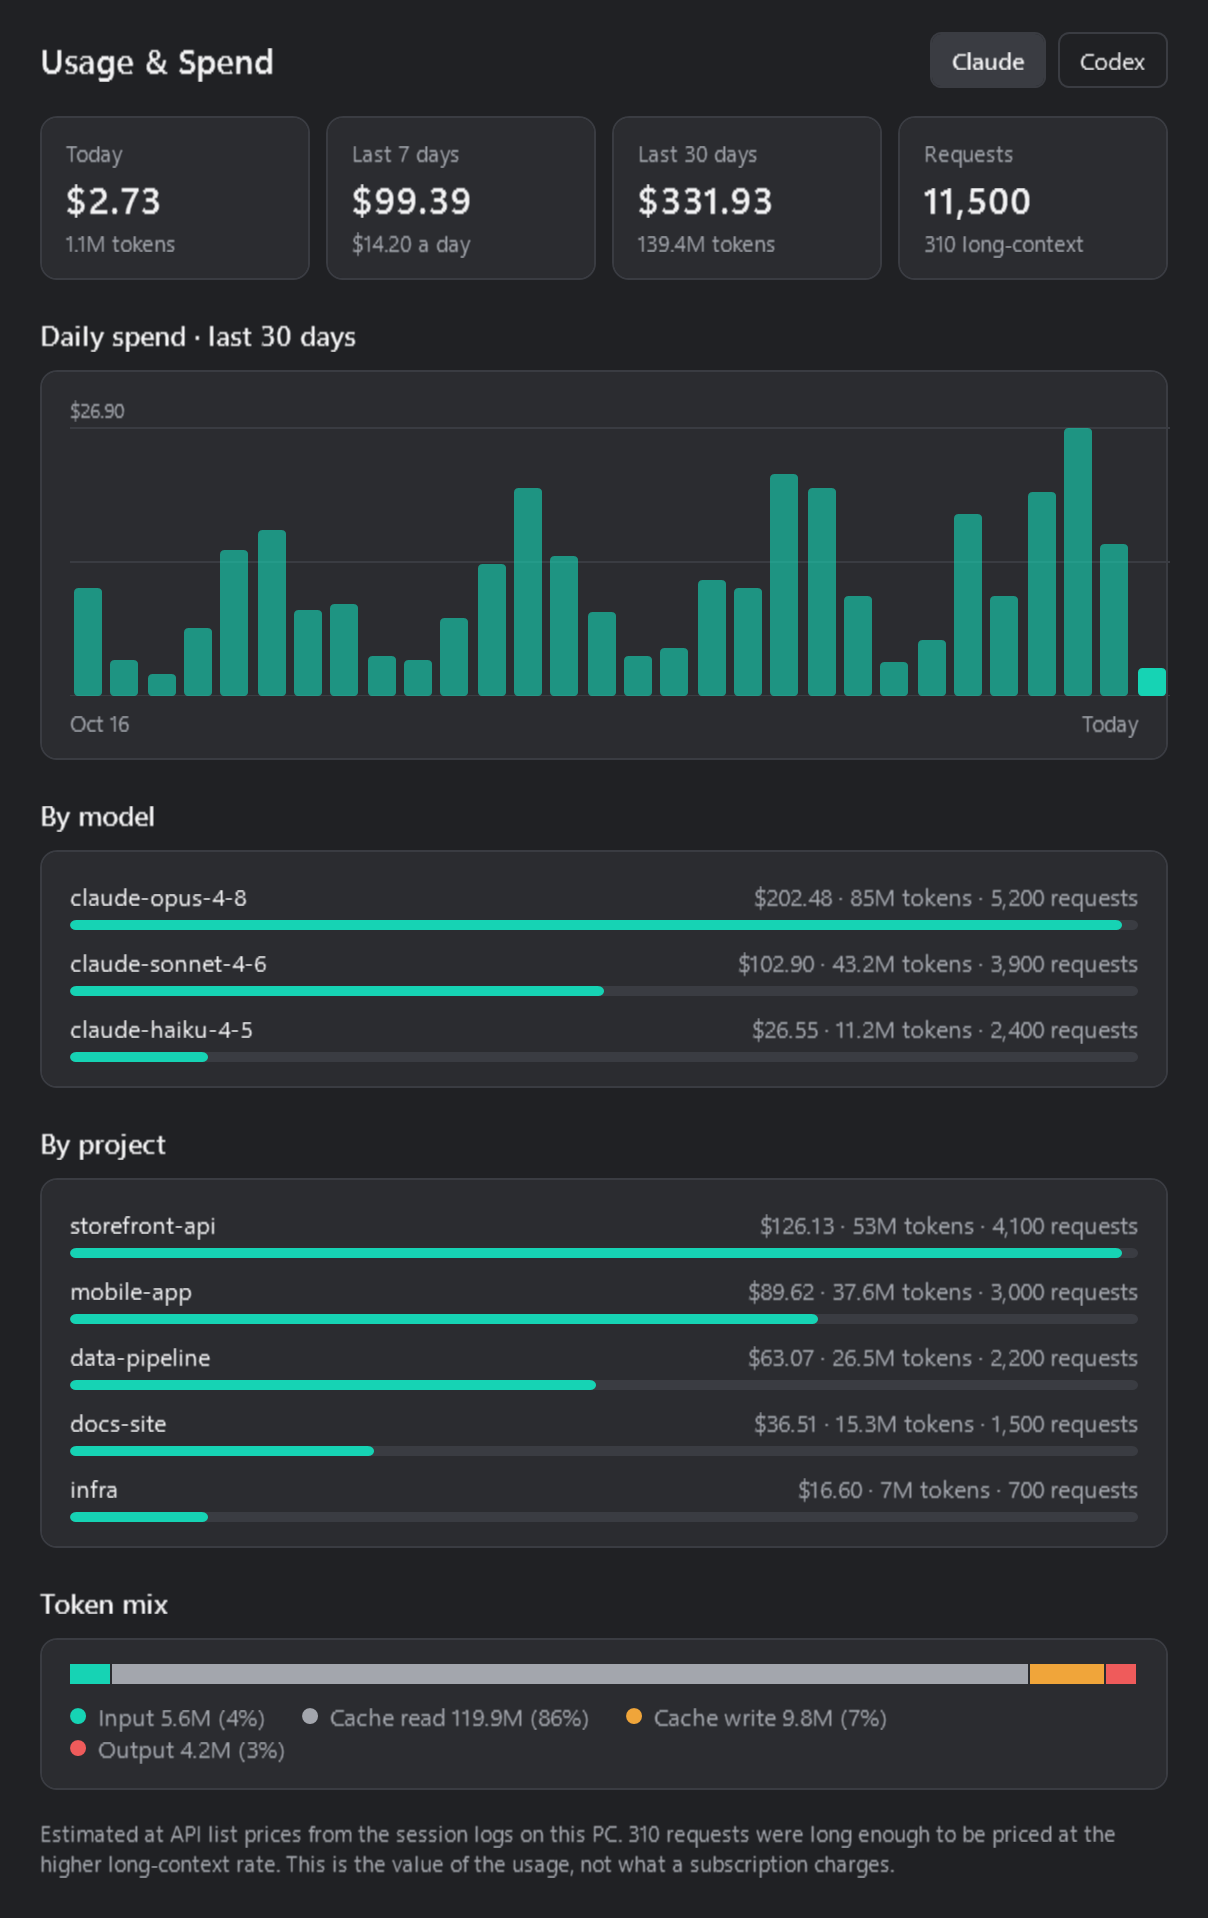 Usage & Spend
Claude
Codex
Today
$2.73
1.1M tokens
Last 7 days
$99.39
$14.20 a day
Last 30 days
$331.93
139.4M tokens
Requests
11,500
310 long-context
Daily spend · last 30 days
$26.90
Oct 16
Today
By model
claude-opus-4-8
$202.48 · 85M tokens · 5,200 requests
claude-sonnet-4-6
$102.90 · 43.2M tokens · 3,900 requests
claude-haiku-4-5
$26.55 · 11.2M tokens · 2,400 requests
By project
storefront-api
$126.13 · 53M tokens · 4,100 requests
mobile-app
$89.62 · 37.6M tokens · 3,000 requests
data-pipeline
$63.07 · 26.5M tokens · 2,200 requests
docs-site
$36.51 · 15.3M tokens · 1,500 requests
infra
$16.60 · 7M tokens · 700 requests
Token mix
Input 5.6M (4%)
Cache read 119.9M (86%)
Cache write 9.8M (7%)
Output 4.2M (3%)
Estimated at API list prices from the session logs on this PC. 310 requests were long enough to be priced at the
higher long-context rate. This is the value of the usage, not what a subscription charges.